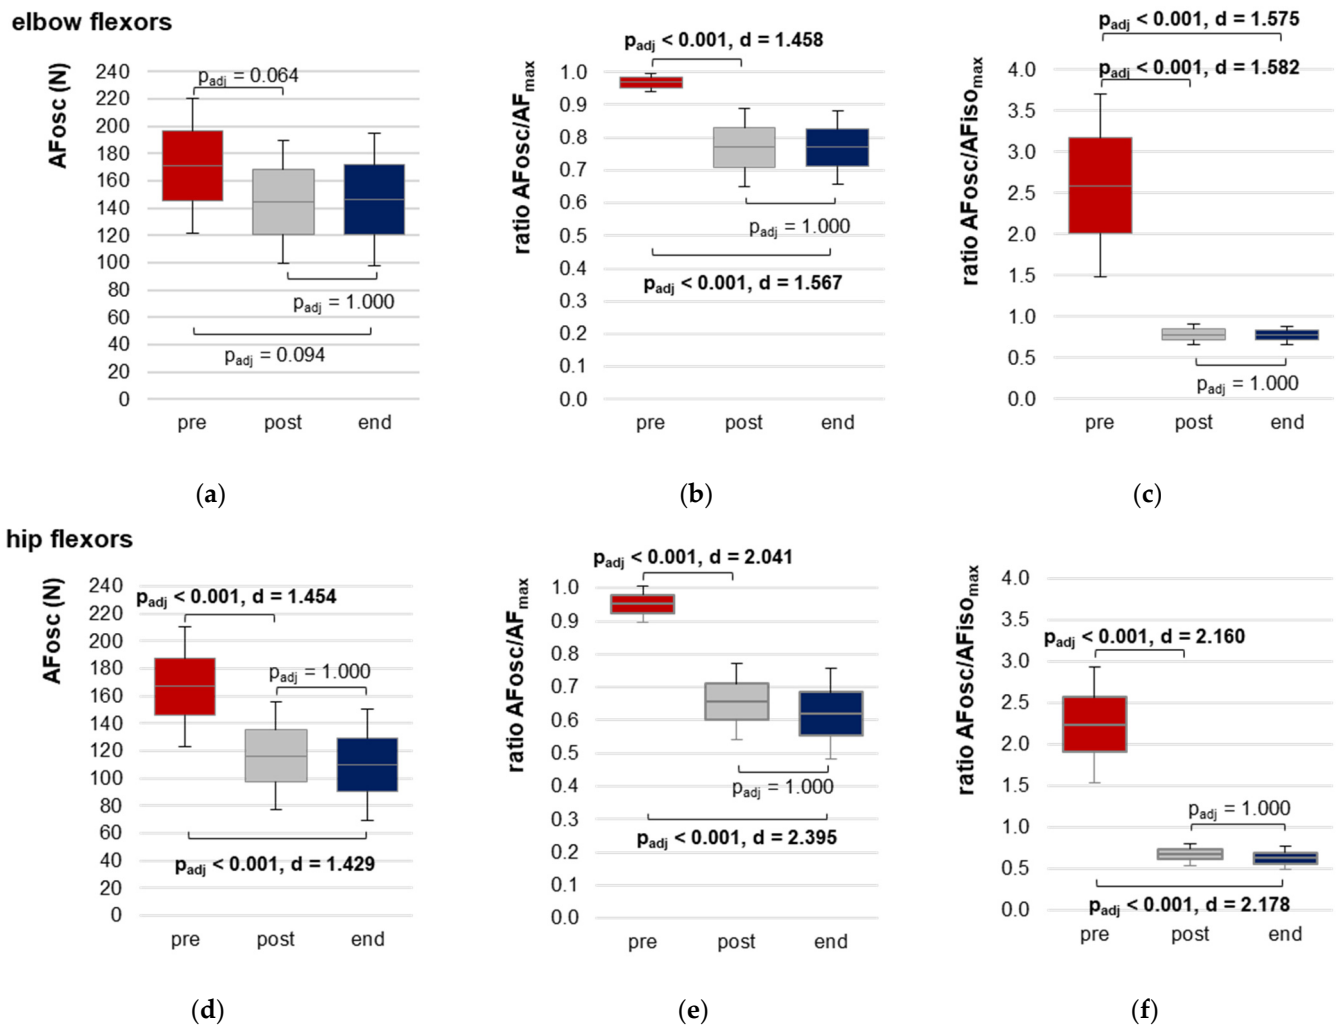 elbow flexors
AFosc (N)
240
220
200
180
160
140
120
100
80
60
40
20
0
padj = 0.064
padj = 1.000
padj = 0.094
pre post end
(a)
ratio AFosc/AFmax
padj < 0.001, d = 1.458
1.0
0.9
0.8
0.7
0.6
0.5
0.4
0.3
0.2
0.1
0.0
padj = 1.000
padj < 0.001, d = 1.567
pre post end
(b)
ratio AFosc/AFisomax
padj < 0.001, d = 1.575
padj < 0.001, d = 1.582
4.0
3.5
3.0
2.5
2.0
1.5
1.0
0.5
0.0
padj = 1.000
pre post end
(c)
hip flexors
AFosc (N)
240
220
200
180
160
140
120
100
80
60
40
20
0
padj < 0.001, d = 1.454
padj = 1.000
padj < 0.001, d = 1.429
pre post end
(d)
ratio AFosc/AFmax
padj < 0.001, d = 2.041
1.0
0.9
0.8
0.7
0.6
0.5
0.4
0.3
0.2
0.1
0.0
padj = 1.000
padj < 0.001, d = 2.395
pre post end
(e)
ratio AFosc/AFisomax
4.0
3.5
3.0
2.5
2.0
1.5
1.0
0.5
0.0
padj < 0.001, d = 2.160
padj = 1.000
padj < 0.001, d = 2.178
pre post end
(f)